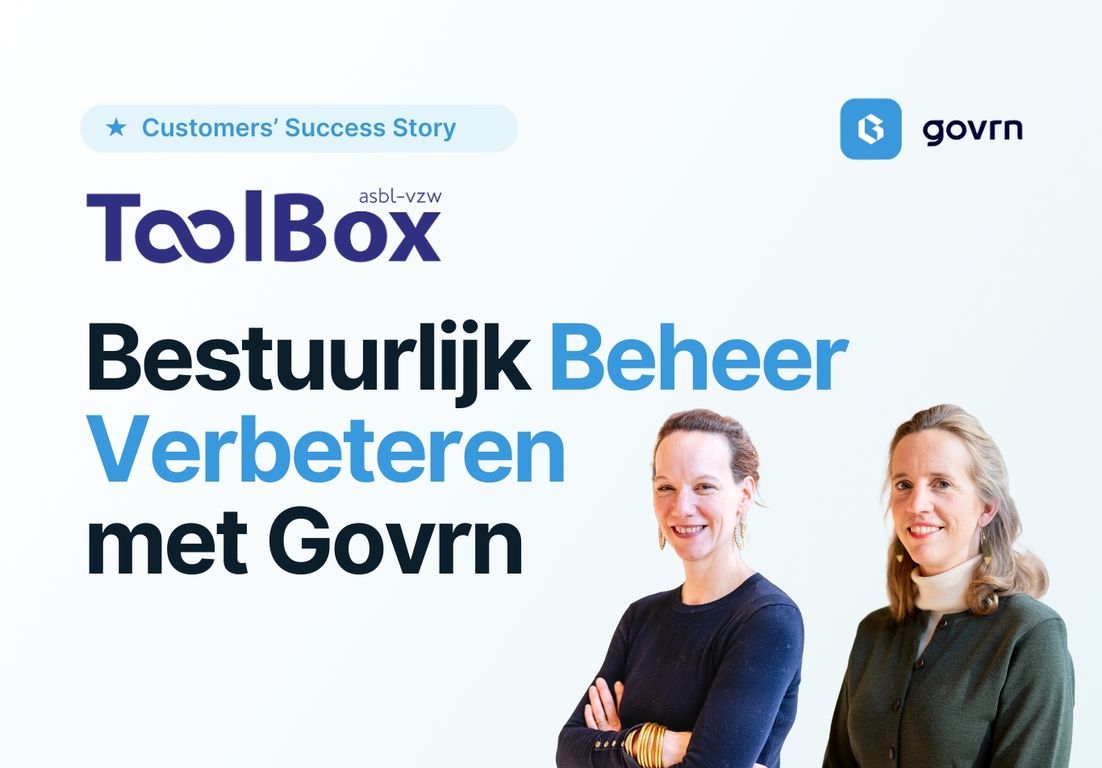 ★ Customers’ Success Story
govrn
asbl-vzw
ToolBox
Bestuurlijk Beheer
Verbeteren
met Govrn